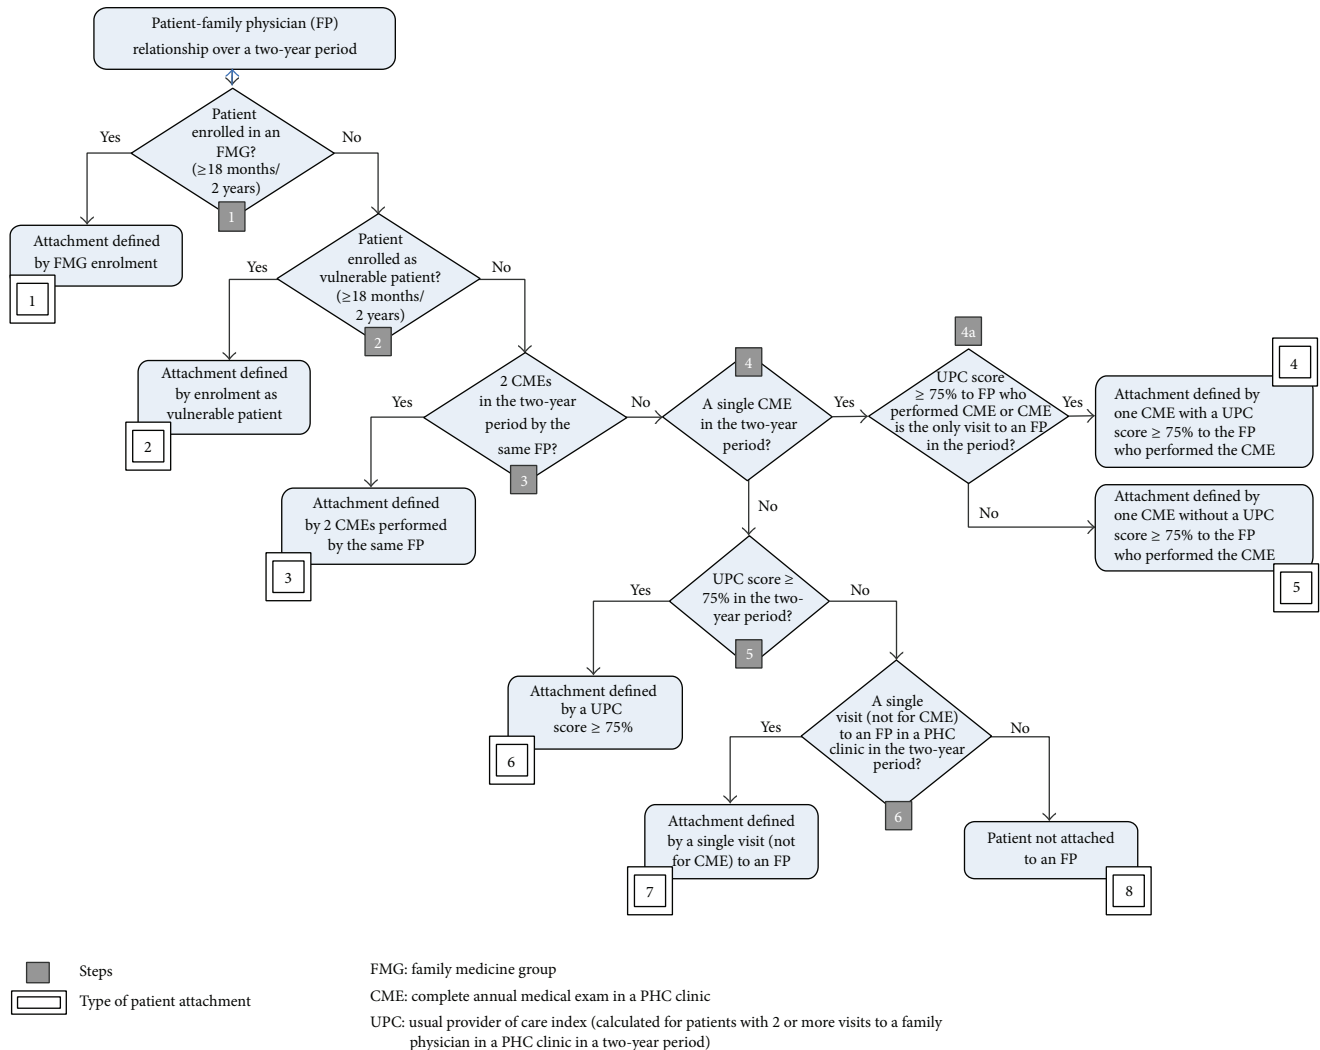 Patient-family physician (FP)
relationship over a two-year period
Patient
enrolled in an
FMG?
(≥18 months/
2 years)
Yes
No
1
Attachment defined
by FMG enrolment
1
Patient
enrolled as
vulnerable patient?
(≥18 months/
2 years)
Yes
No
2
Attachment defined
by enrolment as
vulnerable patient
2
2 CMEs
in the two-year
period by the
same FP?
Yes
No
3
Attachment defined
by 2 CMEs performed
by the same FP
3
4
A single CME
in the two-year
period?
Yes
No
4a
UPC score
≥ 75% to FP who
performed CME or CME
is the only visit to an FP
in the period?
Yes
No
4
Attachment defined by
one CME with a UPC
score ≥ 75% to the FP
who performed the CME
Attachment defined by
one CME without a UPC
score ≥ 75% to the FP
who performed the CME
5
UPC score ≥
75% in the two-
year period?
Yes
No
5
Attachment defined
by a UPC
score ≥ 75%
6
A single
visit (not for CME)
to an FP in a PHC
clinic in the two-year
period?
Yes
No
6
Attachment defined
by a single visit (not
for CME) to an FP
7
Patient not attached
to an FP
8
Steps
Type of patient attachment
FMG: family medicine group
CME: complete annual medical exam in a PHC clinic
UPC: usual provider of care index (calculated for patients with 2 or more visits to a family
physician in a PHC clinic in a two-year period)